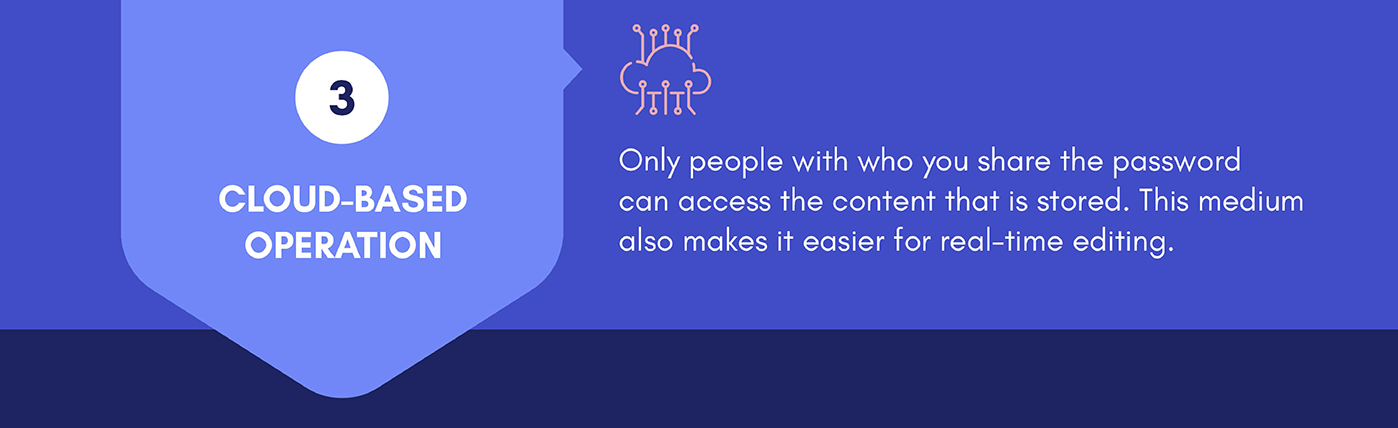 3
CLOUD-BASED
OPERATION
Only people with who you share the password
can access the content that is stored. This medium
also makes it easier for real-time editing.